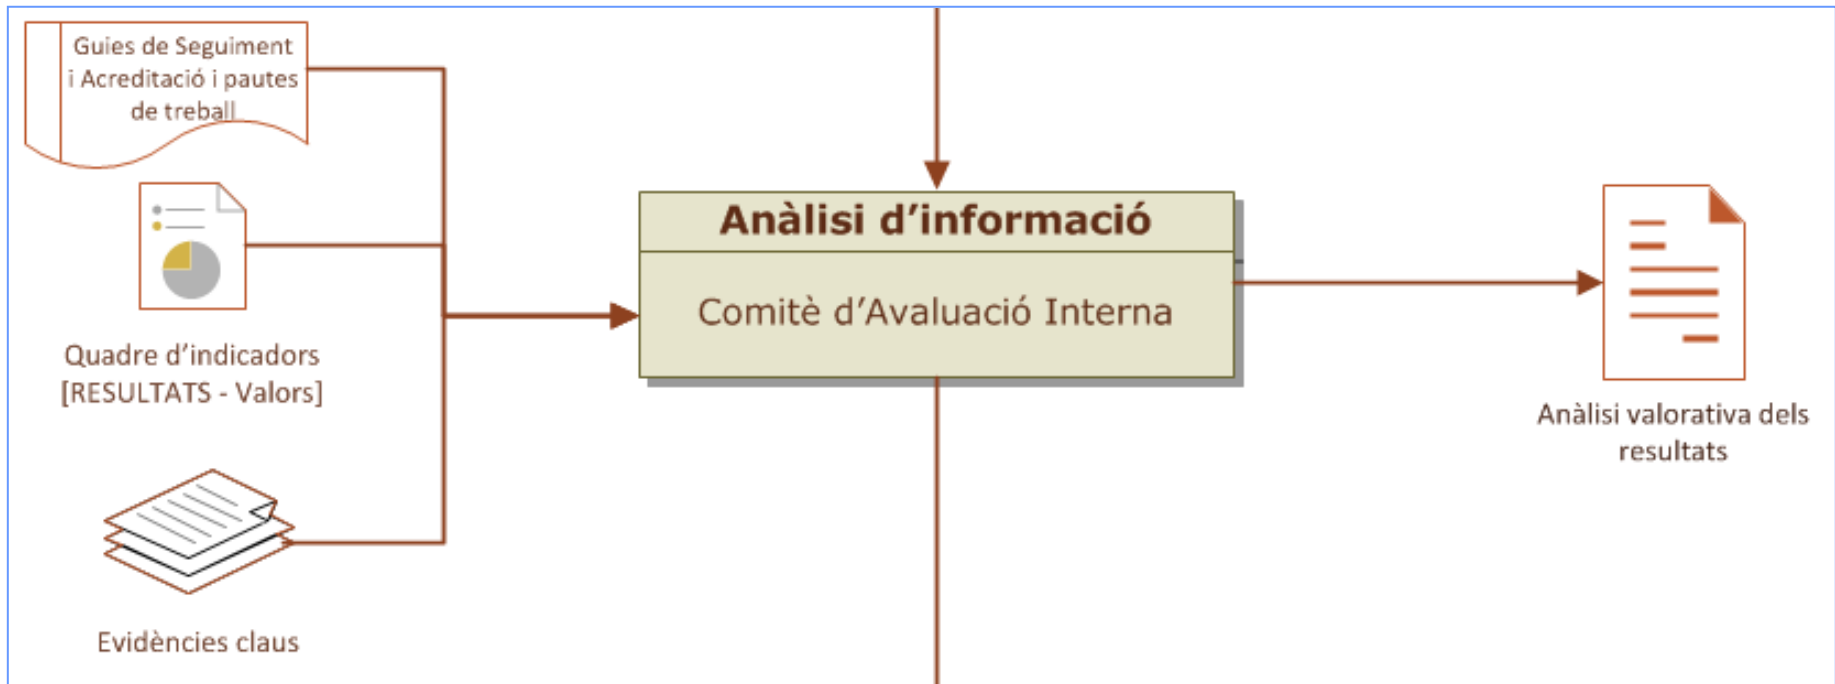 Guies de Seguiment
i Acreditació i pautes
de treball
Quadre d'indicadors
[RESULTATS - Valors]
Evidències claus
Anàlisi d'informació
Comitè d'Avaluació Interna
Anàlisi valorativa dels
resultats